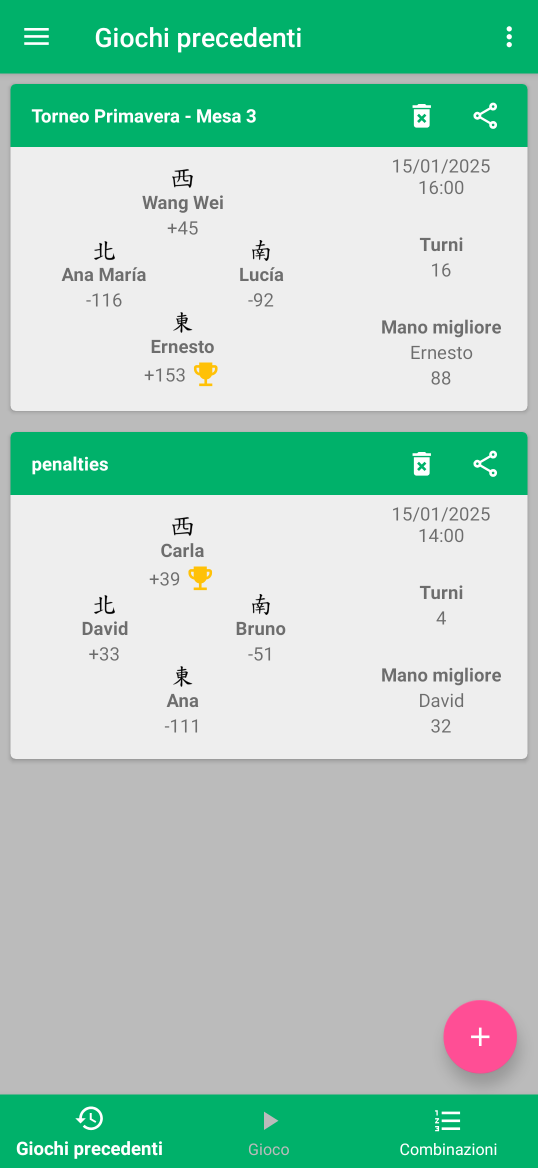 Giochi precedenti
Torneo Primavera - Mesa 3
西
Wang Wei
+45
北
Ana María
-116
南
Lucía
-92
東
Ernesto
+153
15/01/2025
16:00
Turni
16
Mano migliore
Ernesto
88
penalties
西
Carla
+39
北
David
+33
南
Bruno
-51
東
Ana
-111
15/01/2025
14:00
Turni
4
Mano migliore
David
32
Giochi precedenti
Gioco
Combinazioni